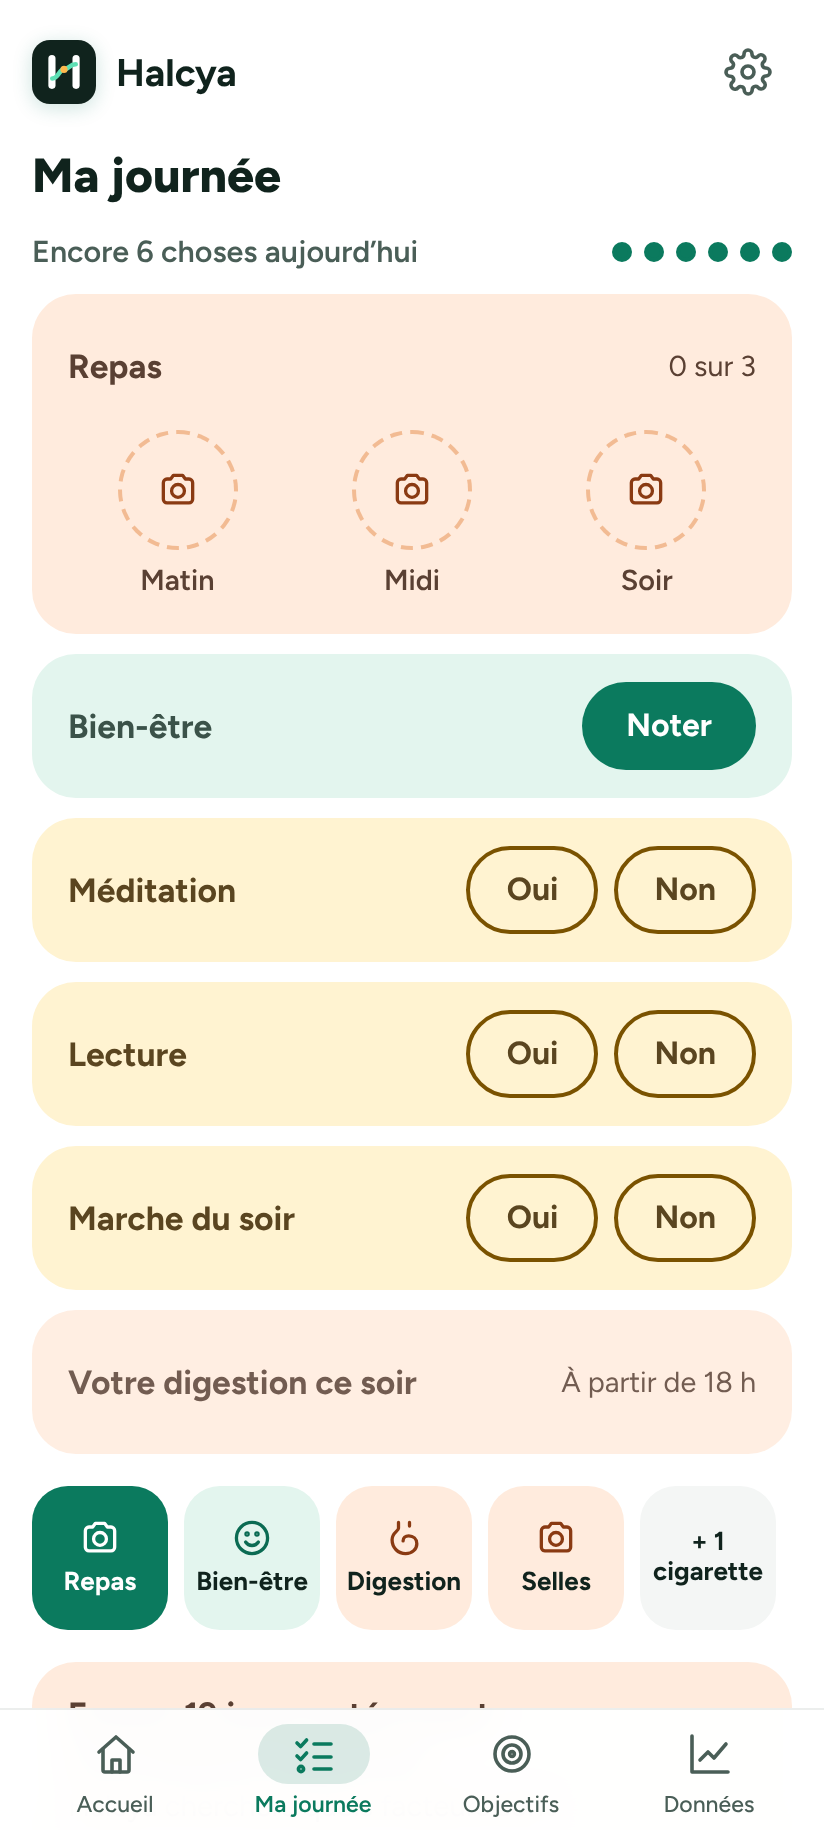 Halcya
Ma journée
Encore 6 choses aujourd’hui
Repas
0 sur 3
Matin
Midi
Soir
Bien-être
Noter
Méditation
Oui
Non
Lecture
Oui
Non
Marche du soir
Oui
Non
Votre digestion ce soir
À partir de 18 h
Repas
Bien-être
Digestion
Selles
+ 1
cigarette
Accueil
Ma journée
Objectifs
Données